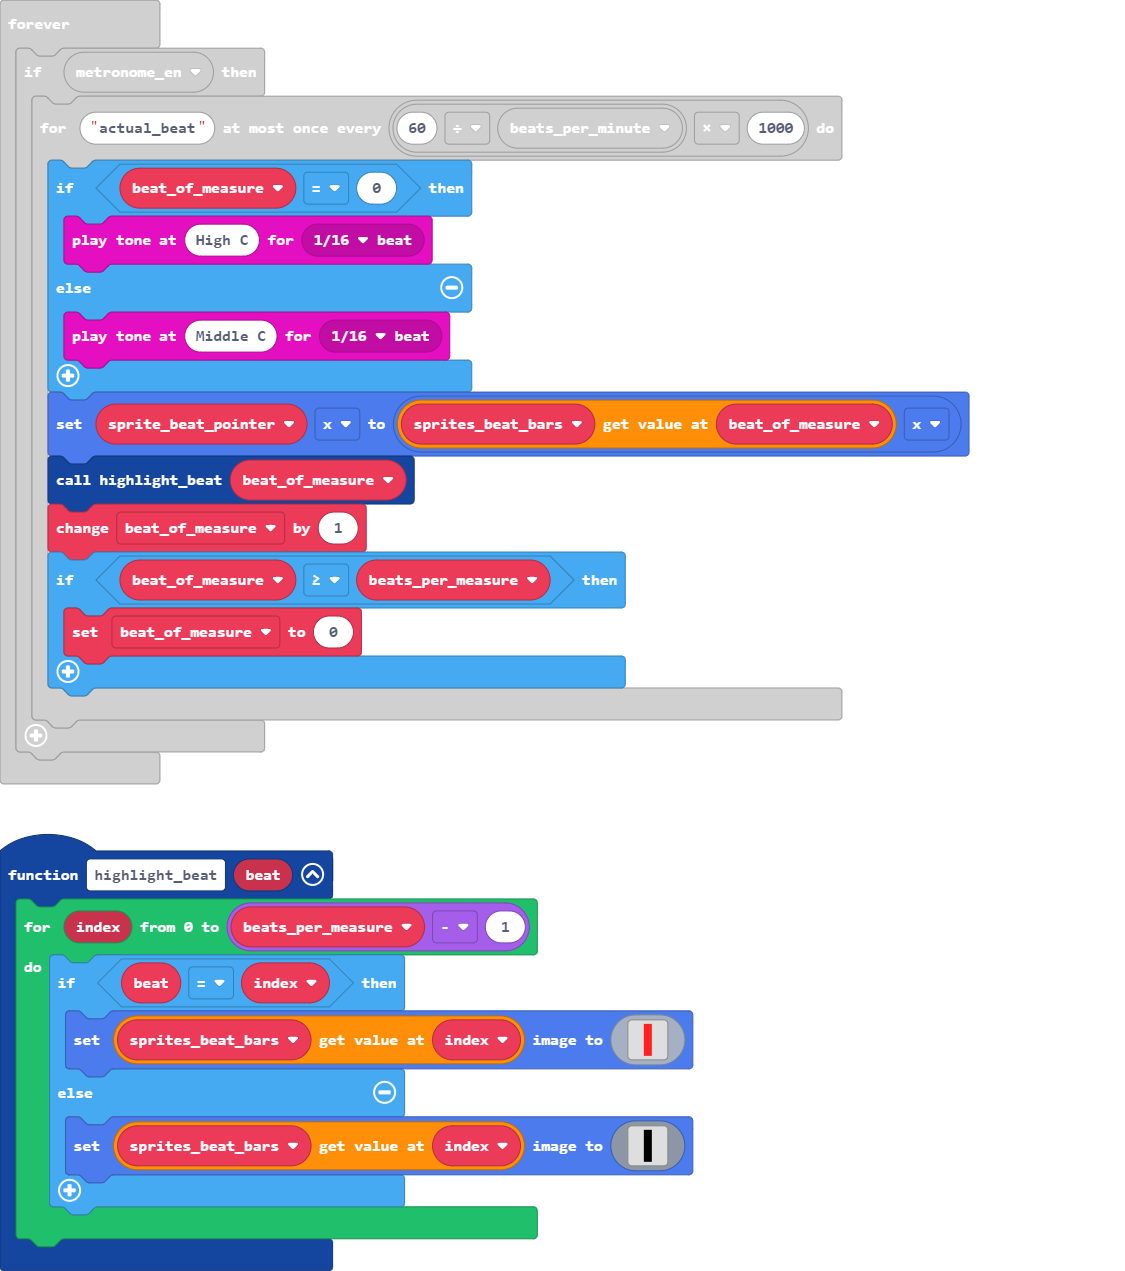 forever
if metronome_en then
for "actual_beat" at most once every 60 ÷ beats_per_minute × 1000 do
if beat_of_measure = 0 then
play tone at High C for 1/16 beat
else
play tone at Middle C for 1/16 beat
set sprite_beat_pointer x to sprites_beat_bars get value at beat_of_measure x
call highlight_beat beat_of_measure
change beat_of_measure by 1
if beat_of_measure ≥ beats_per_measure then
set beat_of_measure to 0
function highlight_beat beat
for index from 0 to beats_per_measure - 1
do
if beat = index then
set sprites_beat_bars get value at index image to
else
set sprites_beat_bars get value at index image to